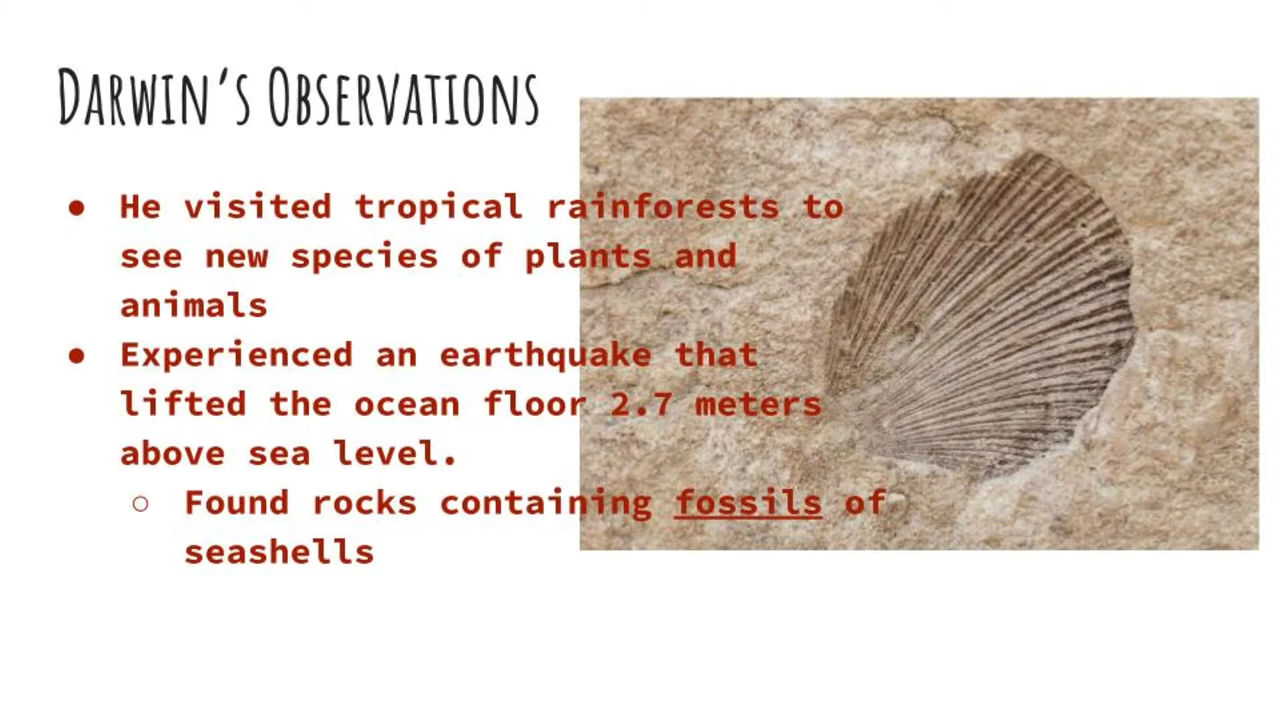 Darwin's Observations
● He visited tropical rainforests to
see new species of plants and
animals
● Experienced an earthquake that
lifted the ocean floor 2.7 meters
above sea level.
○ Found rocks containing fossils of
seashells